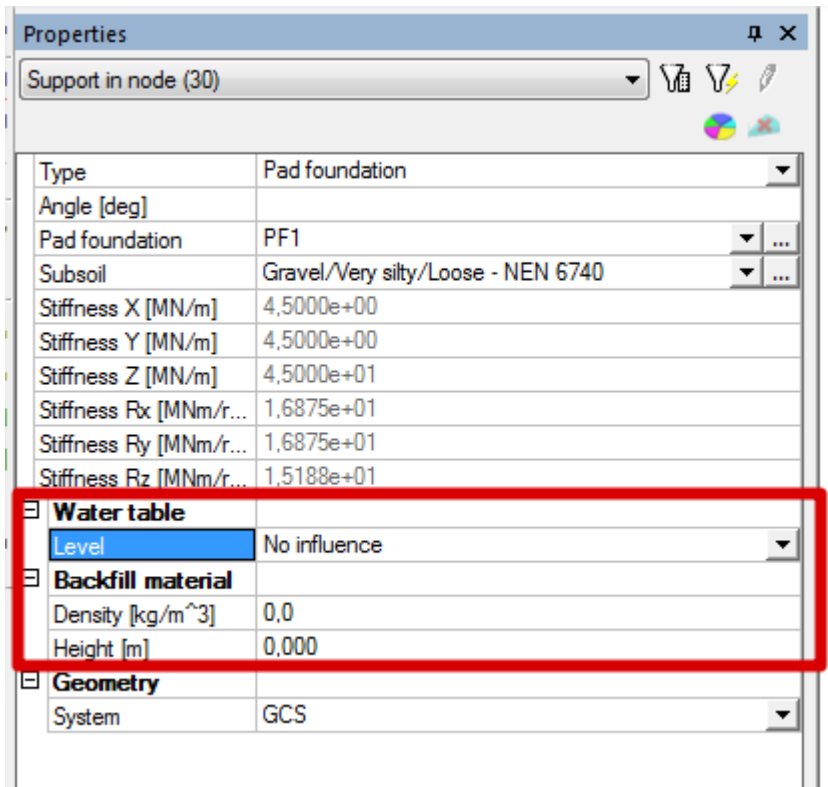 Properties
Support in node (30)
Type Pad foundation
Angle [deg]
Pad foundation PF1 ...
Subsoil Gravel/Very silty/Loose - NEN 6740 ...
Stiffness X [MN/m] 4,5000e+00
Stiffness Y [MN/m] 4,5000e+00
Stiffness Z [MN/m] 4,5000e+01
Stiffness Rx [MNm/r... 1,6875e+01
Stiffness Ry [MNm/r... 1,6875e+01
Stiffness Rz [MNm/r... 1,5188e+01
Water table
Level No influence
Backfill material
Density [kg/m^3] 0,0
Height [m] 0,000
Geometry
System GCS